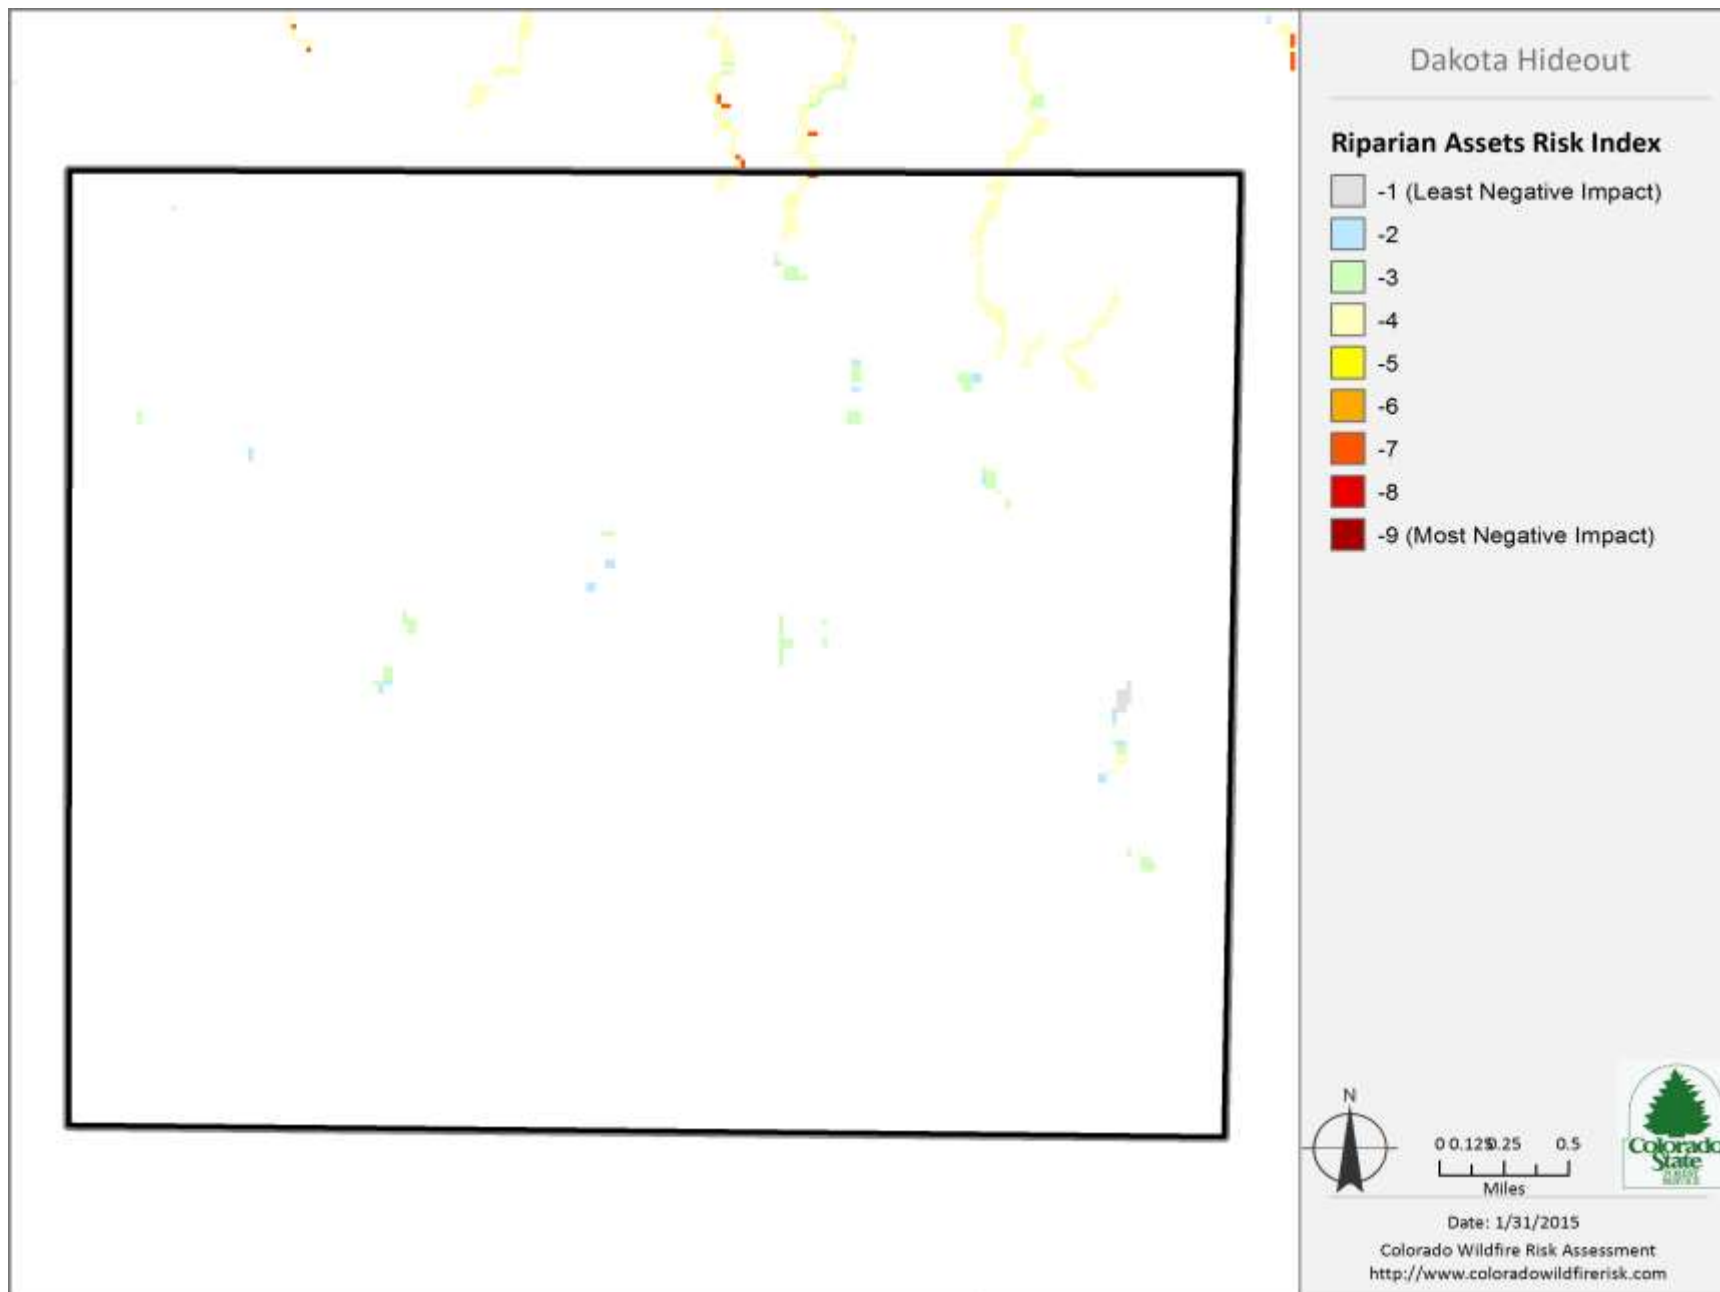 Dakota Hideout
Riparian Assets Risk Index
-1 (Least Negative Impact)
-2
-3
-4
-5
-6
-7
-8
-9 (Most Negative Impact)
N
0 0.125 0.25 0.5
Miles
Colorado
State
Date: 1/31/2015
Colorado Wildfire Risk Assessment
http://www.coloradowildfirerisk.com